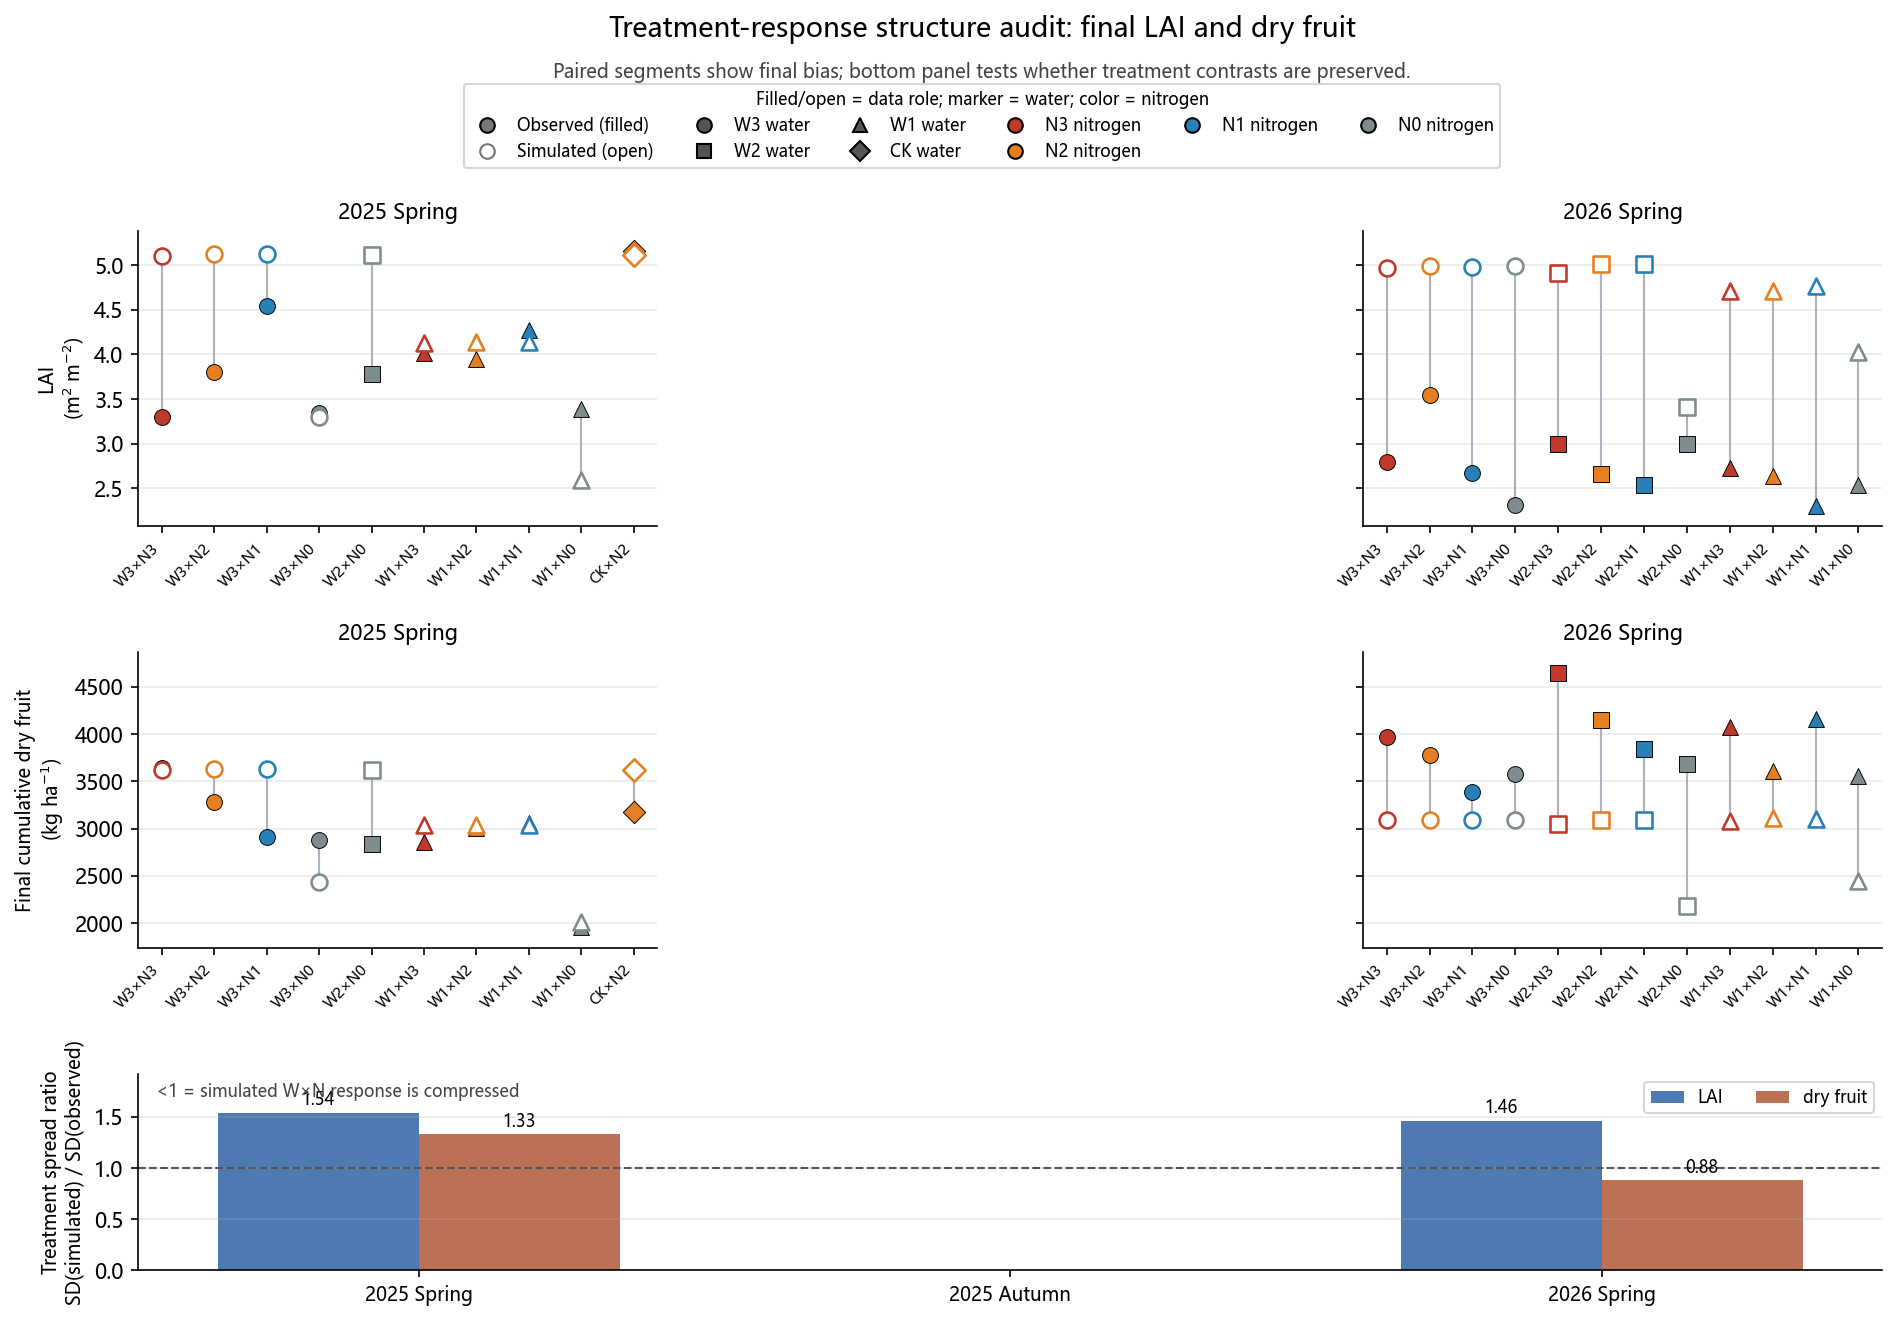 Treatment-response structure audit: final LAI and dry fruit
Paired segments show final bias; bottom panel tests whether treatment contrasts are preserved.
Filled/open = data role; marker = water; color = nitrogen
Observed (filled) W3 water W1 water N3 nitrogen N1 nitrogen N0 nitrogen
Simulated (open) W2 water CK water N2 nitrogen
2025 Spring
LAI
(m² m⁻²)
5.0
4.5
4.0
3.5
3.0
2.5
W3×N3 W3×N2 W3×N1 W3×N0 W2×N0 W1×N3 W1×N2 W1×N1 W1×N0 CK×N2
2026 Spring
W3×N3 W3×N2 W3×N1 W3×N0 W2×N3 W2×N2 W2×N1 W2×N0 W1×N3 W1×N2 W1×N1 W1×N0
2025 Spring
Final cumulative dry fruit
(kg ha⁻¹)
4500
4000
3500
3000
2500
2000
W3×N3 W3×N2 W3×N1 W3×N0 W2×N0 W1×N3 W1×N2 W1×N1 W1×N0 CK×N2
2026 Spring
W3×N3 W3×N2 W3×N1 W3×N0 W2×N3 W2×N2 W2×N1 W2×N0 W1×N3 W1×N2 W1×N1 W1×N0
Treatment spread ratio
SD(simulated) / SD(observed)
<1 = simulated W×N response is compressed
LAI dry fruit
1.5
1.0
0.5
0.0
1.54
1.33
1.46
0.88
2025 Spring 2025 Autumn 2026 Spring